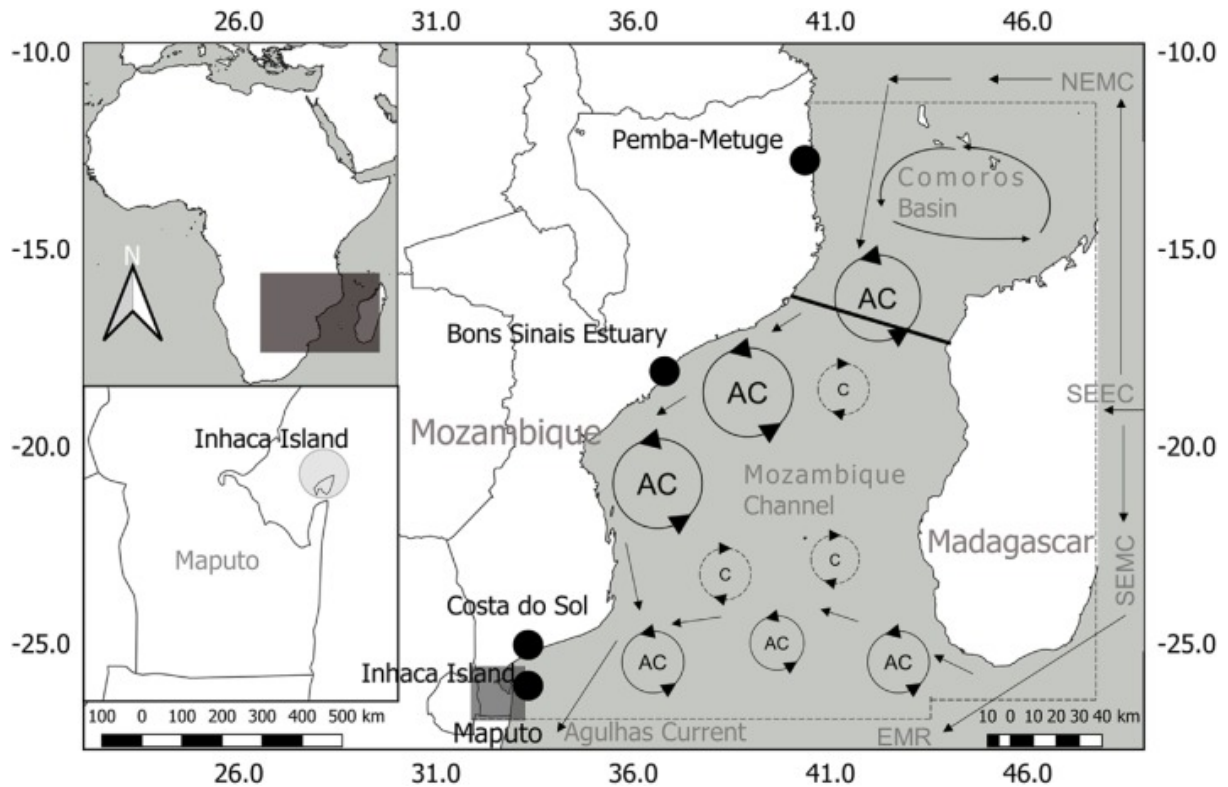 26.0 31.0 36.0 41.0 46.0
-10.0 -10.0
NEMC
Pemba-Metuge
Comoros
Basin
-15.0 -15.0
N
AC
Bons Sinais Estuary
AC
C
SEEC
Mozambique
Inhaca Island
-20.0 -20.0
AC
Mozambique
Channel
Madagascar
Maputo
C
C
SEMC
Costa do Sol
-25.0 -25.0
AC
AC
AC
Inhaca Island
100 0 100 200 300 400 500 km
10 0 10 20 30 40 km
Maputo
Agulhas Current
EMR
26.0 31.0 36.0 41.0 46.0